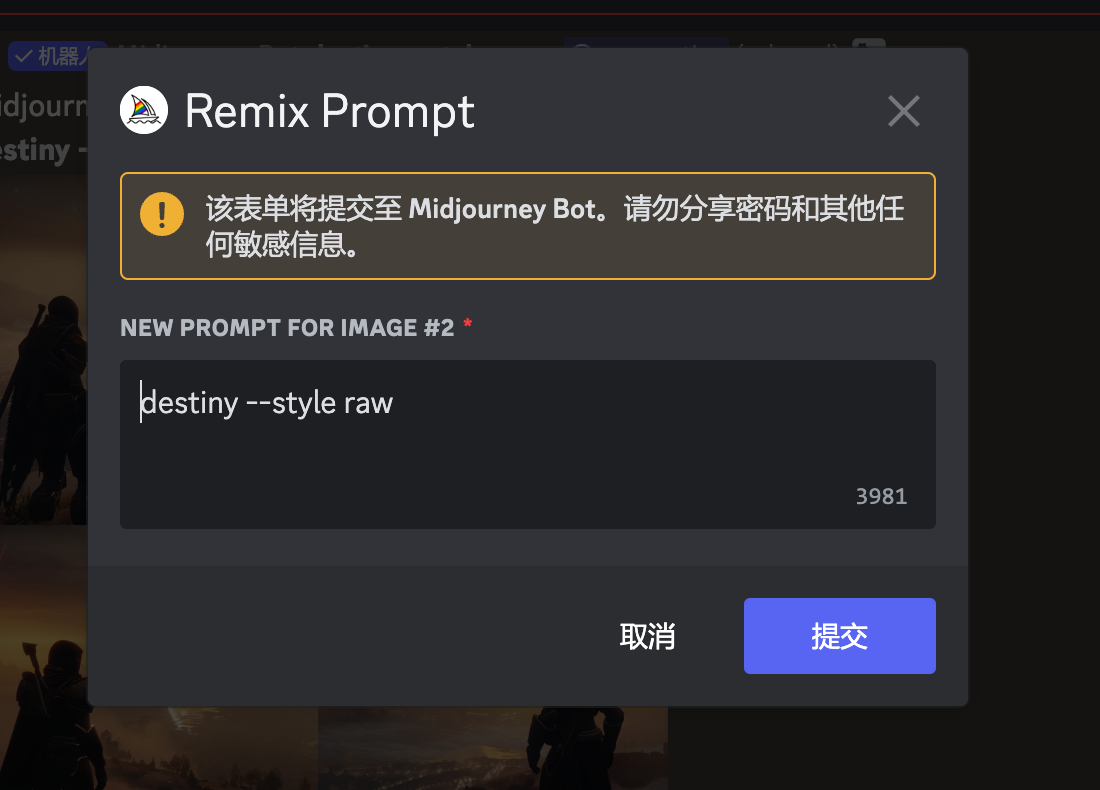 机器人
idjourn
estiny -
Remix Prompt
该表单将提交至 Midjourney Bot。请勿分享密码和其他任
何敏感信息。
NEW PROMPT FOR IMAGE #2 *
destiny --style raw
3981
取消
提交